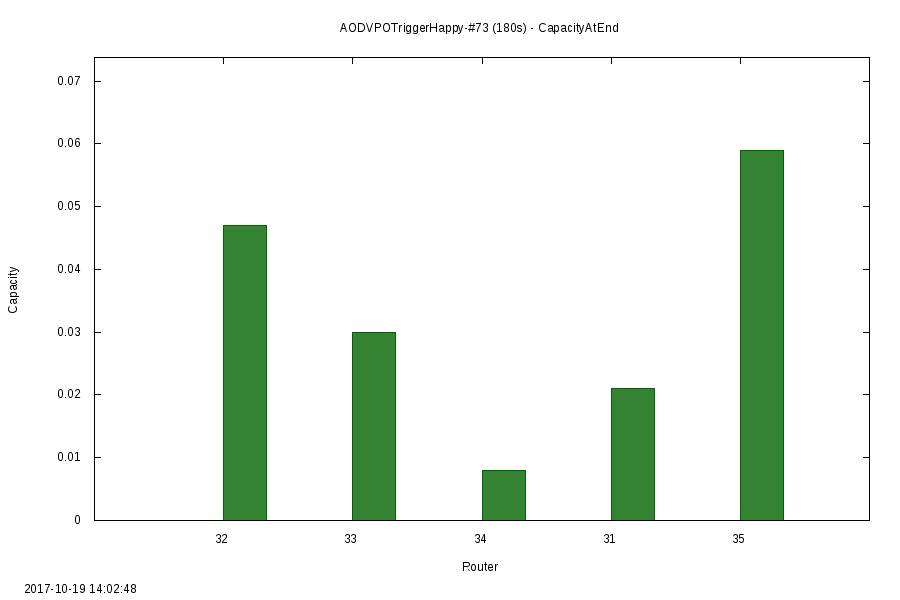 AODVPOTriggerHappy-#73 (180s) - CapacityAtEnd
0.07
0.06
0.05
0.04
0.03
0.02
0.01
0
Capacity
32 33 34 31 35
Router
2017-10-19 14:02:48